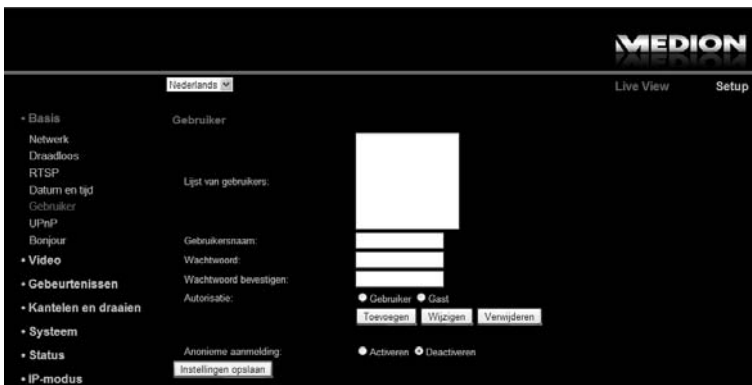 MEDION
Nederlands
Live View Setup
• Basis
Netwerk
Draadloos
RTSP
Datum en tijd
Gebruiker
UPnP
Bonjour
• Video
• Gebeurtenissen
• Kantelen en draaien
• Systeem
• Status
• IP-modus
Gebruiker
Lijst van gebruikers:
Gebruikersnaam:
Wachtwoord:
Wachtwoord bevestigen:
Autorisatie: Gebruiker Gast
Toevoegen Wijzigen Verwijderen
Anonieme aanmelding: Activeren Deactiveren
Instellingen opslaan